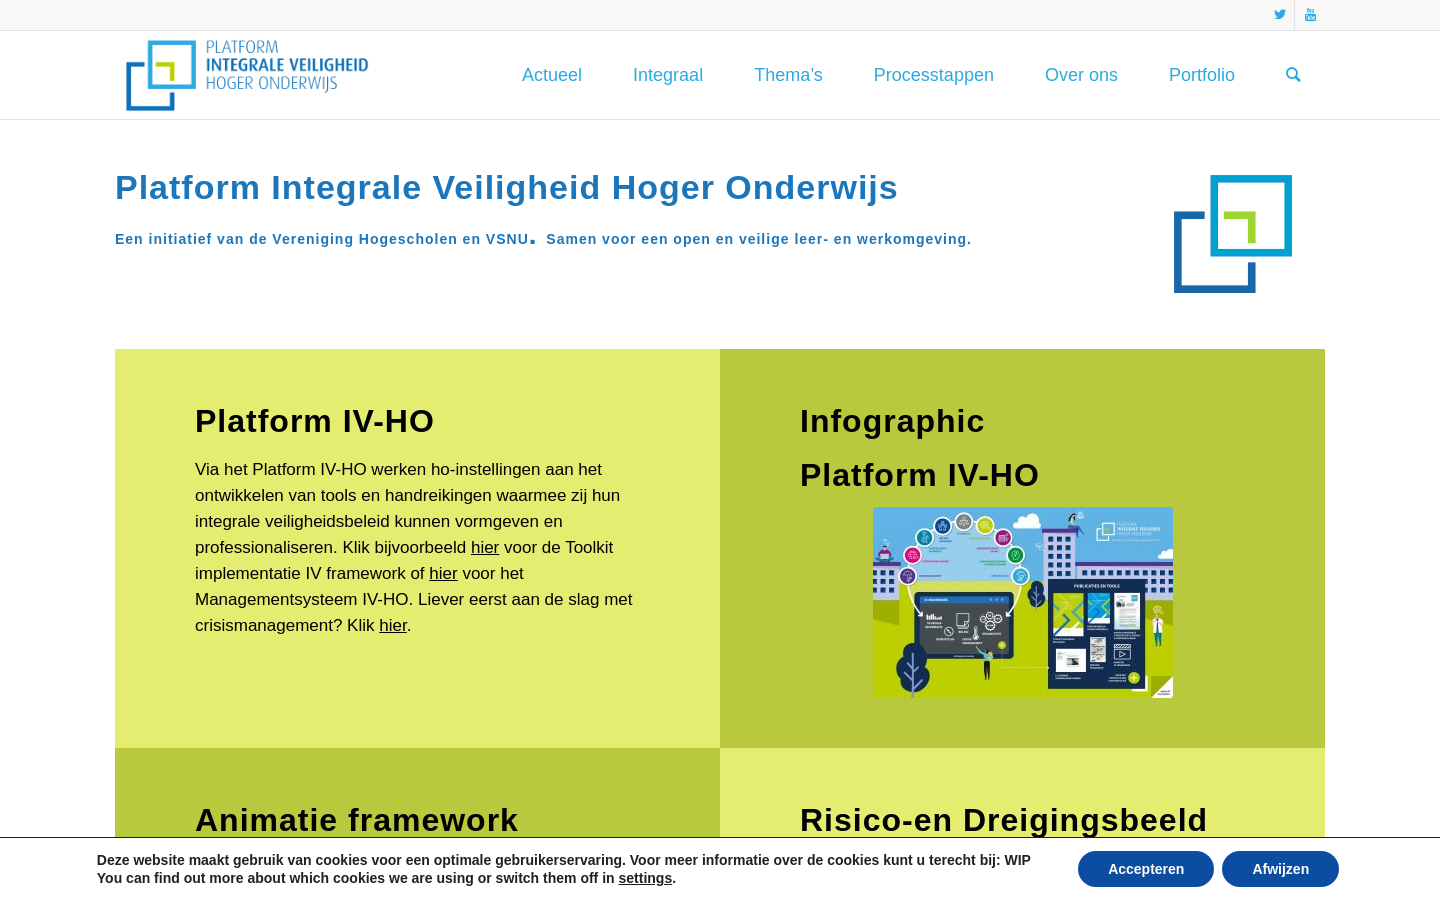 PLATFORM
INTEGRALE VEILIGHEID
HOGER ONDERWIJS
Actueel
Integraal
Thema's
Processtappen
Over ons
Portfolio
Platform Integrale Veiligheid Hoger Onderwijs
Een initiatief van de Vereniging Hogescholen en VSNU. Samen voor een open en veilige leer- en werkomgeving.
Platform IV-HO
Via het Platform IV-HO werken ho-instellingen aan het
ontwikkelen van tools en handreikingen waarmee zij hun
integrale veiligheidsbeleid kunnen vormgeven en
professionaliseren. Klik bijvoorbeeld hier voor de Toolkit
implementatie IV framework of hier voor het
Managementsysteem IV-HO. Liever eerst aan de slag met
crisismanagement? Klik hier.
Infographic
Platform IV-HO
PLATFORM
INTEGRALE VEILIGHEID
HOGER ONDERWIJS
PUBLICATIES EN TOOLS
Animatie framework
Risico-en Dreigingsbeeld
Deze website maakt gebruik van cookies voor een optimale gebruikerservaring. Voor meer informatie over de cookies kunt u terecht bij: WIP
You can find out more about which cookies we are using or switch them off in settings.
Accepteren
Afwijzen